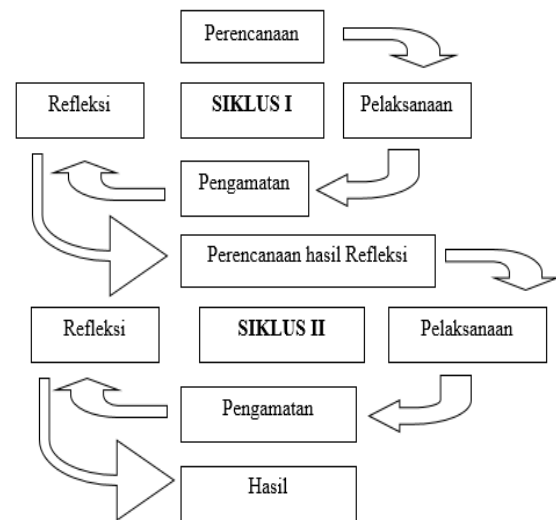 Perencanaan
Refleksi
SIKLUS I
Pelaksanaan
Pengamatan
Perencanaan hasil Refleksi
Refleksi
SIKLUS II
Pelaksanaan
Pengamatan
Hasil